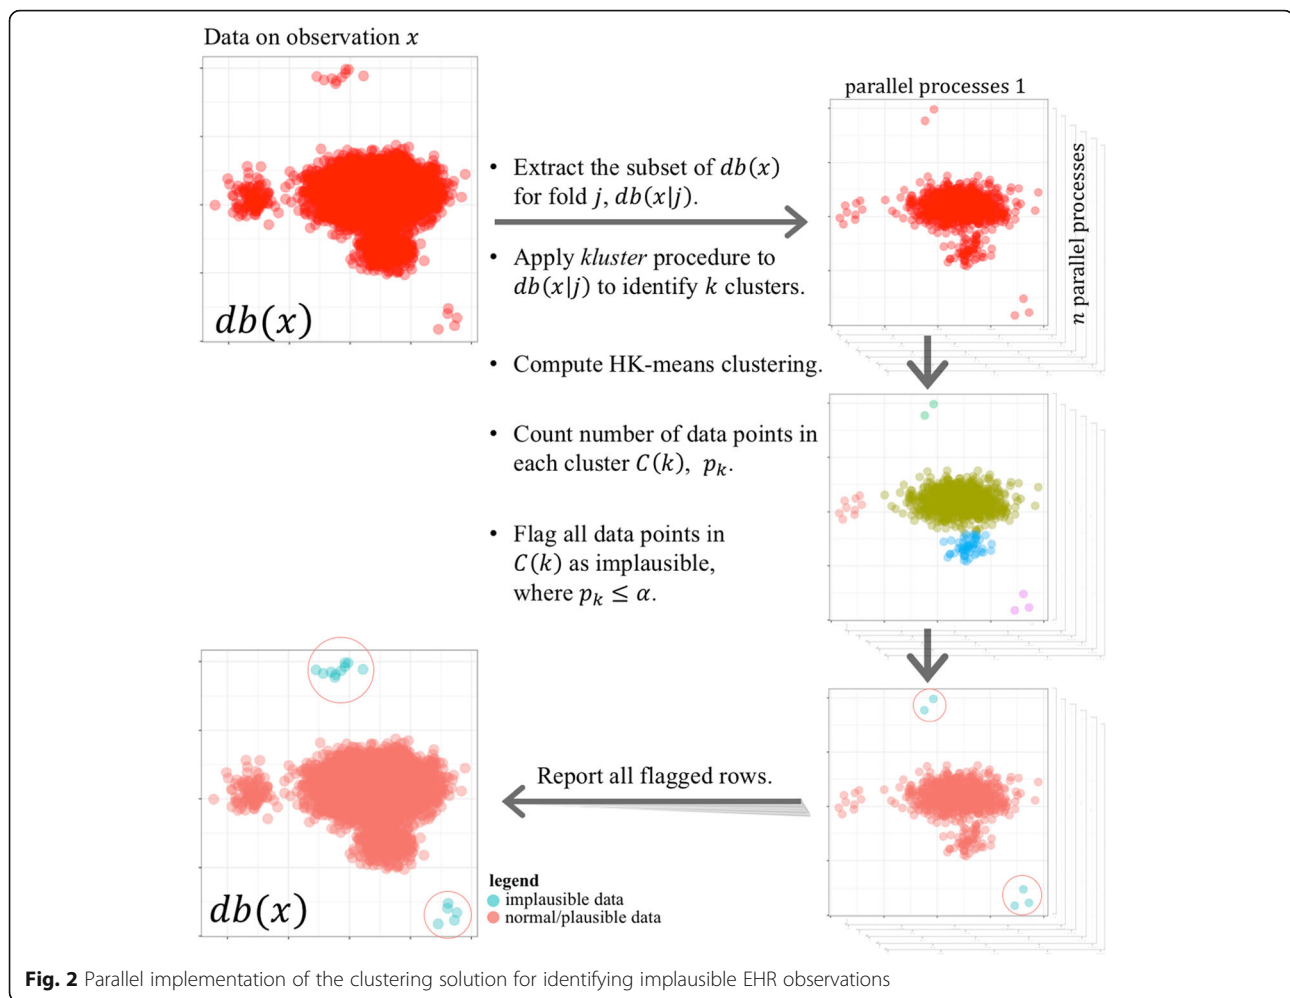 Data on observation x
db(x)
• Extract the subset of db(x)
for fold j, db(x|j).
• Apply kluster procedure to
db(x|j) to identify k clusters.
• Compute HK-means clustering.
• Count number of data points in
each cluster C(k), pₖ.
• Flag all data points in
C(k) as implausible,
where pₖ ≤ α.
parallel processes 1
n parallel processes
Report all flagged rows.
db(x)
legend
implausible data
normal/plausible data
Fig. 2 Parallel implementation of the clustering solution for identifying implausible EHR observations